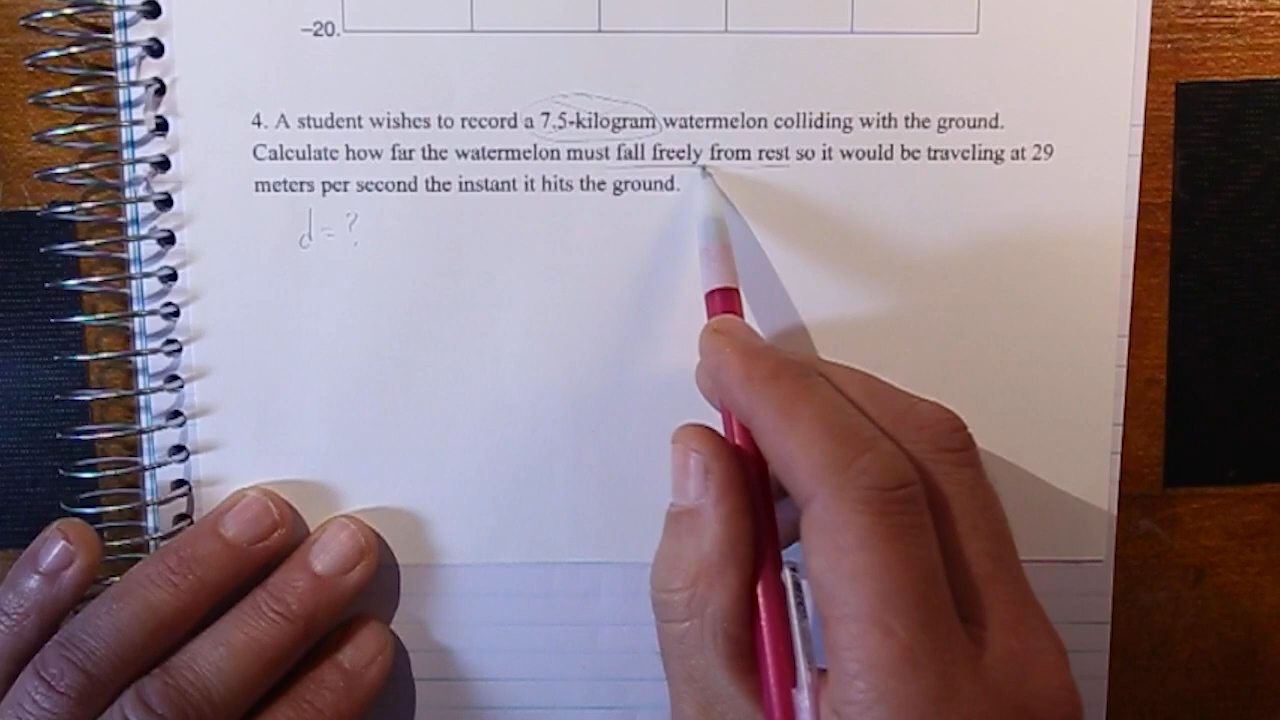 -20.
4. A student wishes to record a 7.5-kilogram watermelon colliding with the ground.
Calculate how far the watermelon must fall freely from rest so it would be traveling at 29
meters per second the instant it hits the ground.
d = ?